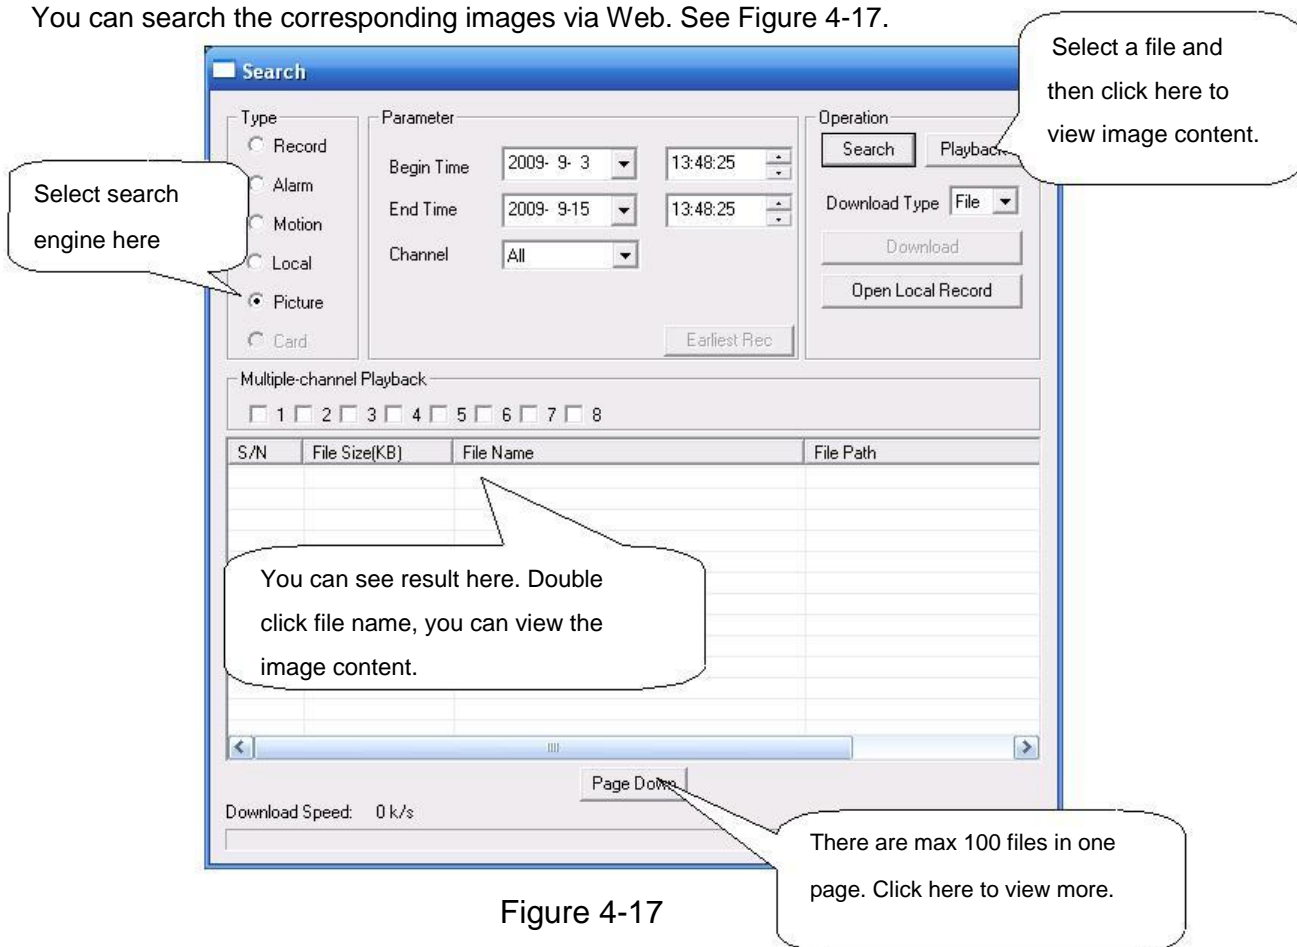 You can search the corresponding images via Web. See Figure 4-17.
Search
Select a file and
then click here to
view image content.
Type
Record
Alarm
Motion
Local
Picture
Card
Select search
engine here
Parameter
Begin Time 2009- 9- 3 13:48:25
End Time 2009- 9-15 13:48:25
Channel All
Earliest Rec
Operation
Search Playback
Download Type File
Download
Open Local Record
Multiple-channel Playback
1 2 3 4 5 6 7 8
S/N File Size(KB) File Name File Path
You can see result here. Double
click file name, you can view the
image content.
Page Down
Download Speed: 0 k/s
There are max 100 files in one
page. Click here to view more.
Figure 4-17